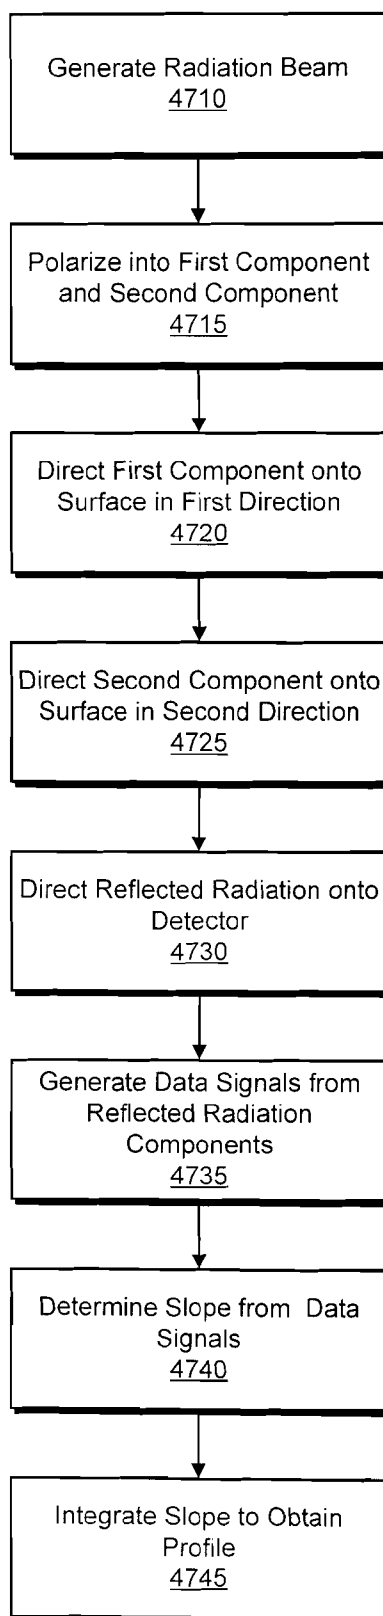 Generate Radiation Beam
4710
Polarize into First Component
and Second Component
4715
Direct First Component onto
Surface in First Direction
4720
Direct Second Component onto
Surface in Second Direction
4725
Direct Reflected Radiation onto
Detector
4730
Generate Data Signals from
Reflected Radiation
Components
4735
Determine Slope from Data
Signals
4740
Integrate Slope to Obtain
Profile
4745